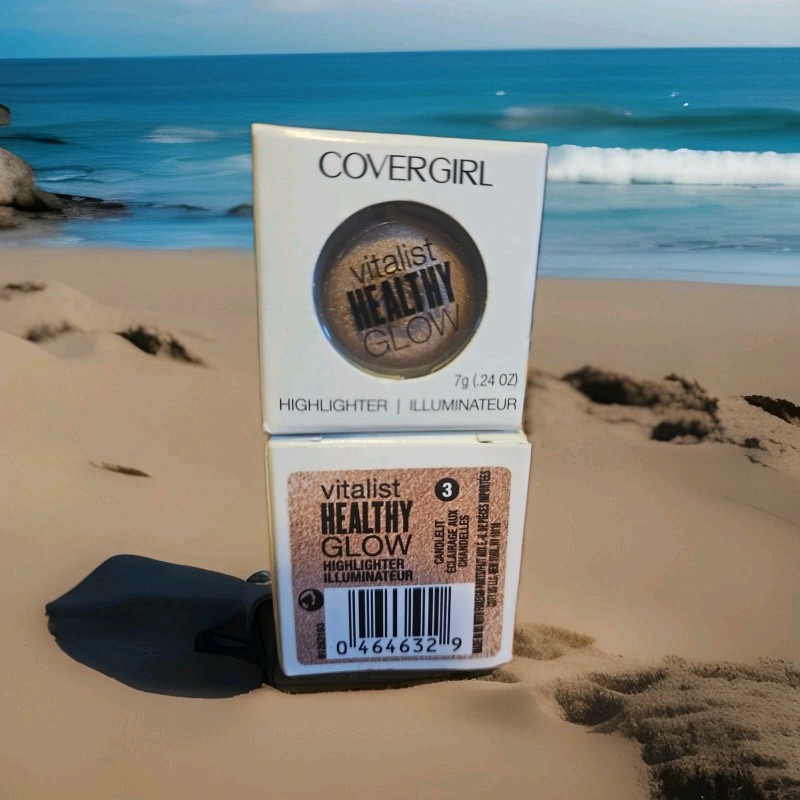 COVERGIRL
vitalist
HEALTHY
GLOW
7g (.24 OZ)
HIGHLIGHTER | ILLUMINATEUR
vitalist
HEALTHY
GLOW
HIGHLIGHTER
ILLUMINATEUR
3
CANDLELIT
ÉCLAIRAGE AUX
CHANDELLES
0 464632 9